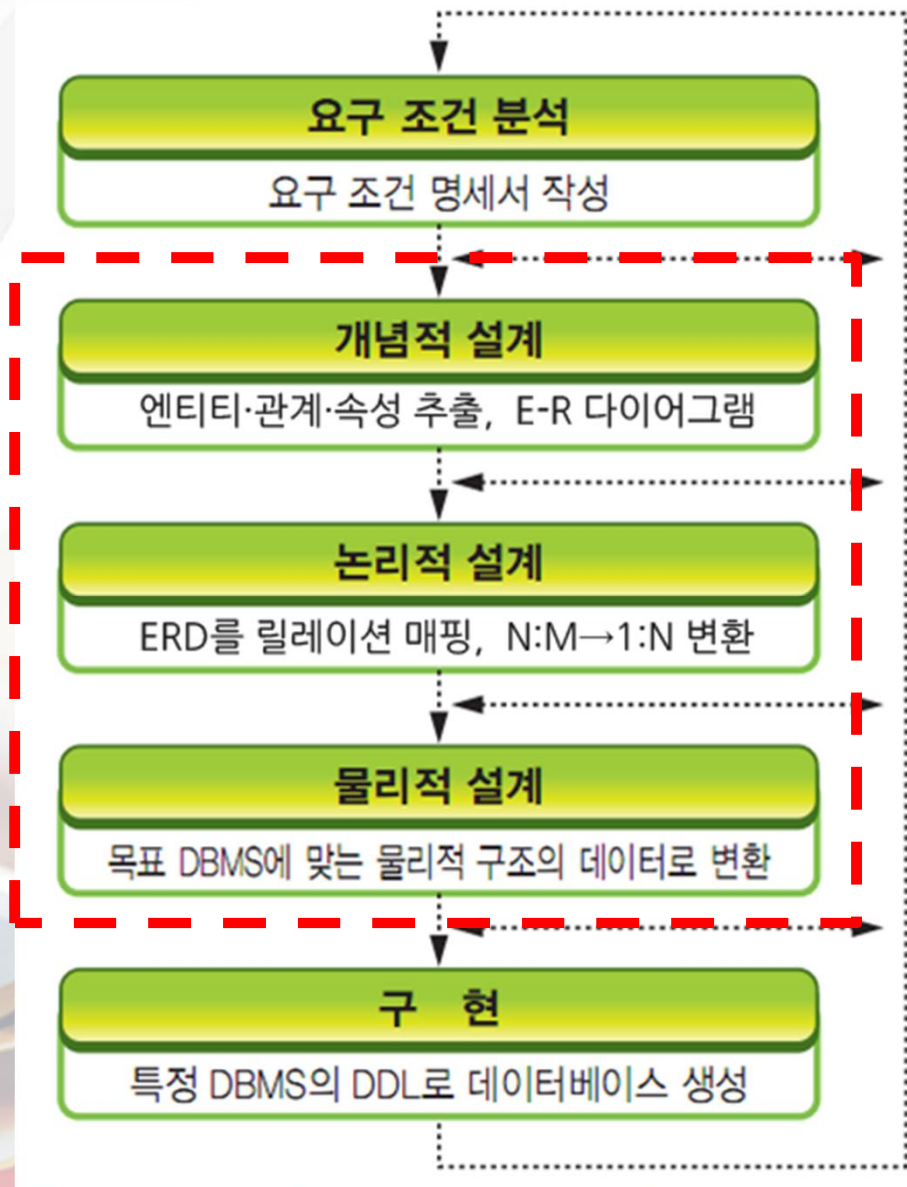 요구 조건 분석
요구 조건 명세서 작성
개념적 설계
엔티티·관계·속성 추출, E-R 다이어그램
논리적 설계
ERD를 릴레이션 매핑, N:M→1:N 변환
물리적 설계
목표 DBMS에 맞는 물리적 구조의 데이터로 변환
구 현
특정 DBMS의 DDL로 데이터베이스 생성